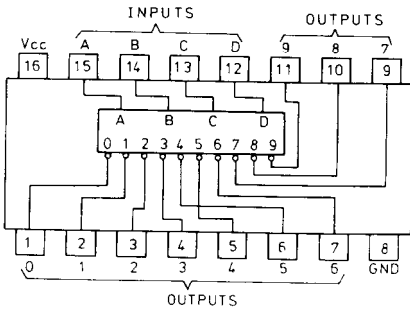 INPUTS OUTPUTS
Vcc A B C D 9 8 7
16 15 14 13 12 11 10 9
A B C D
0 1 2 3 4 5 6 7 8 9
1 2 3 4 5 6 7 8
0 1 2 3 4 5 6 GND
OUTPUTS